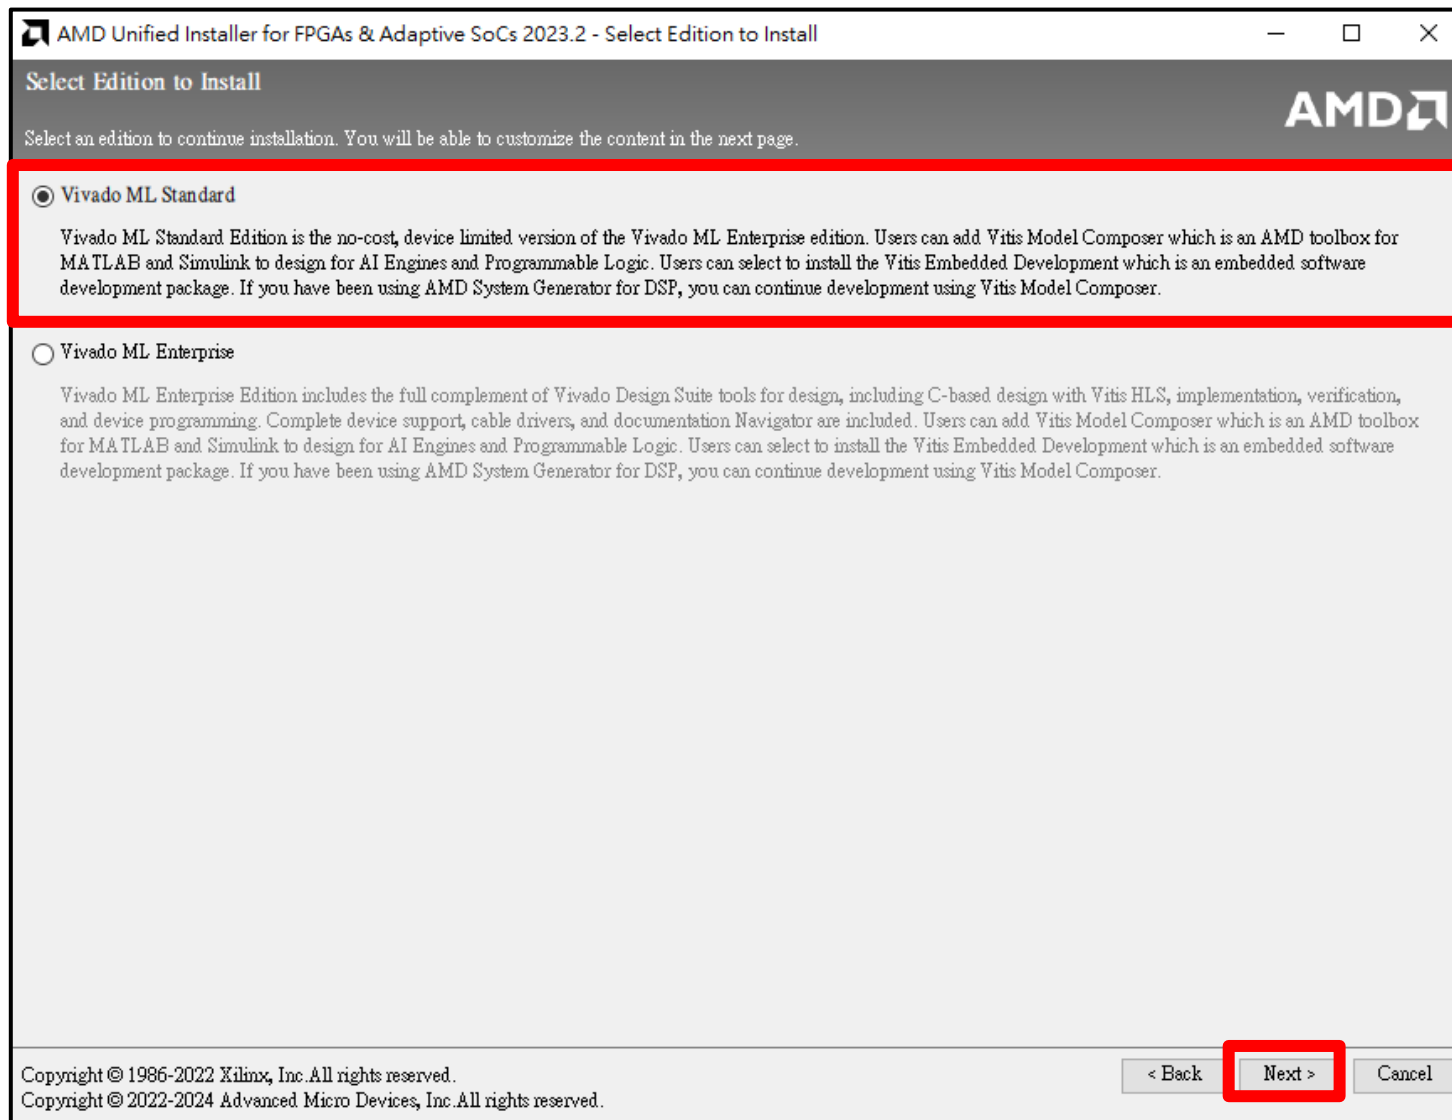 AMD Unified Installer for FPGAs & Adaptive SoCs 2023.2 - Select Edition to Install
Select Edition to Install
AMD
Select an edition to continue installation. You will be able to customize the content in the next page.
Vivado ML Standard
Vivado ML Standard Edition is the no-cost, device limited version of the Vivado ML Enterprise edition. Users can add Vitis Model Composer which is an AMD toolbox for
MATLAB and Simulink to design for AI Engines and Programmable Logic. Users can select to install the Vitis Embedded Development which is an embedded software
development package. If you have been using AMD System Generator for DSP, you can continue development using Vitis Model Composer.
Vivado ML Enterprise
Vivado ML Enterprise Edition includes the full complement of Vivado Design Suite tools for design, including C-based design with Vitis HLS, implementation, verification,
and device programming. Complete device support, cable drivers, and documentation Navigator are included. Users can add Vitis Model Composer which is an AMD toolbox
for MATLAB and Simulink to design for AI Engines and Programmable Logic. Users can select to install the Vitis Embedded Development which is an embedded software
development package. If you have been using AMD System Generator for DSP, you can continue development using Vitis Model Composer.
Copyright © 1986-2022 Xilinx, Inc.All rights reserved.
Copyright © 2022-2024 Advanced Micro Devices, Inc.All rights reserved.
< Back Next > Cancel